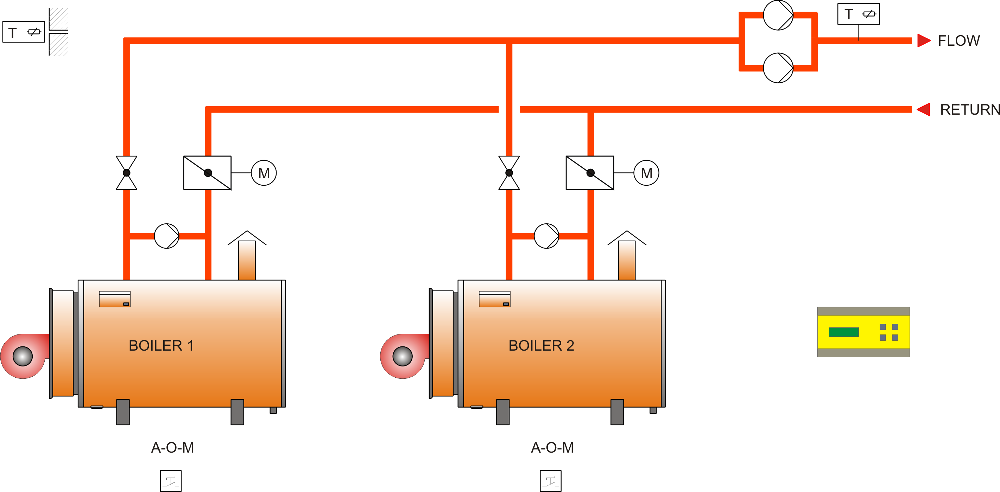 T
T
FLOW
RETURN
M
M
BOILER 1
BOILER 2
A-O-M
A-O-M